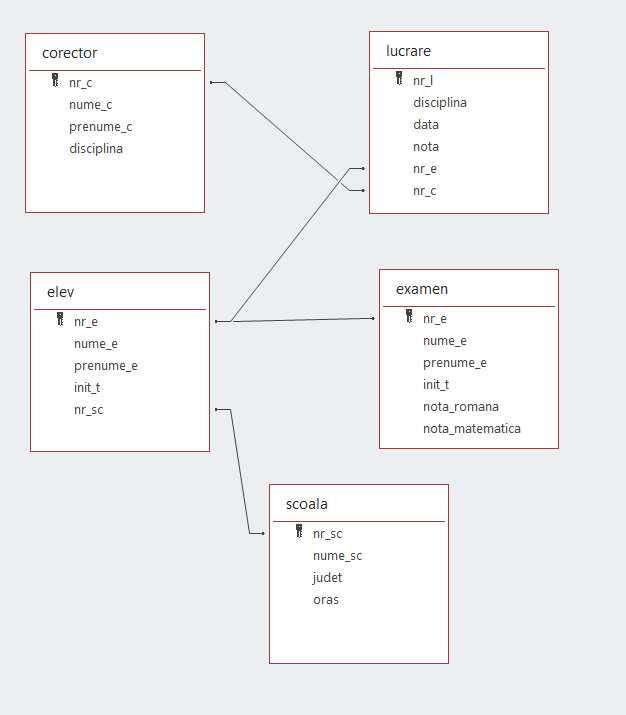 corector
nr_c
nume_c
prenume_c
disciplina
lucrare
nr_l
disciplina
data
nota
nr_e
nr_c
elev
nr_e
nume_e
prenume_e
init_t
nr_sc
examen
nr_e
nume_e
prenume_e
init_t
nota_romana
nota_matematica
scoala
nr_sc
nume_sc
judet
oras